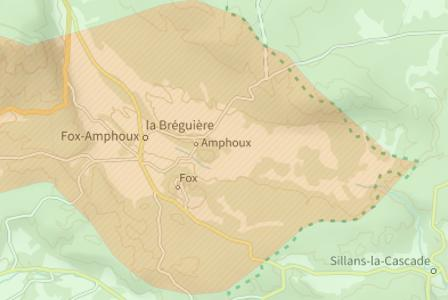 la Bréguière
Fox-Amphoux
Amphoux
Fox
Sillans-la-Cascade